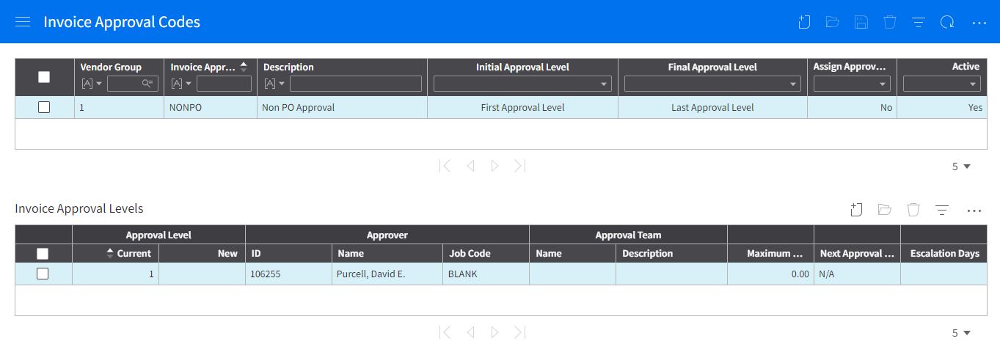 Invoice Approval Codes
Vendor Group Invoice Appr... Description Initial Approval Level Final Approval Level Assign Approv... Active
[A] [A] [A]
1 NONPO Non PO Approval First Approval Level Last Approval Level No Yes
5
Invoice Approval Levels
Approval Level Approver Approval Team
Current New ID Name Job Code Name Description Maximum ... Next Approval ... Escalation Days
1 106255 Purcell, David E. BLANK 0.00 N/A
5